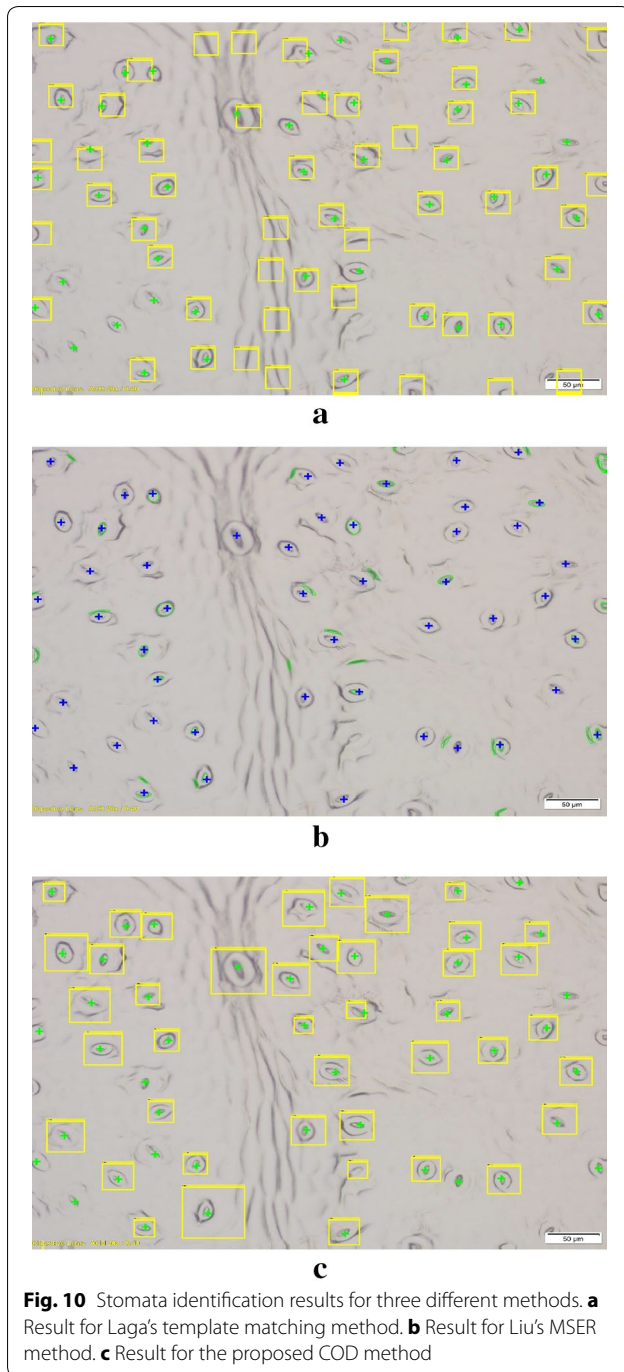 50 µm
a
50 µm
b
50 µm
c
Fig. 10 Stomata identification results for three different methods. a
Result for Laga's template matching method. b Result for Liu's MSER
method. c Result for the proposed COD method